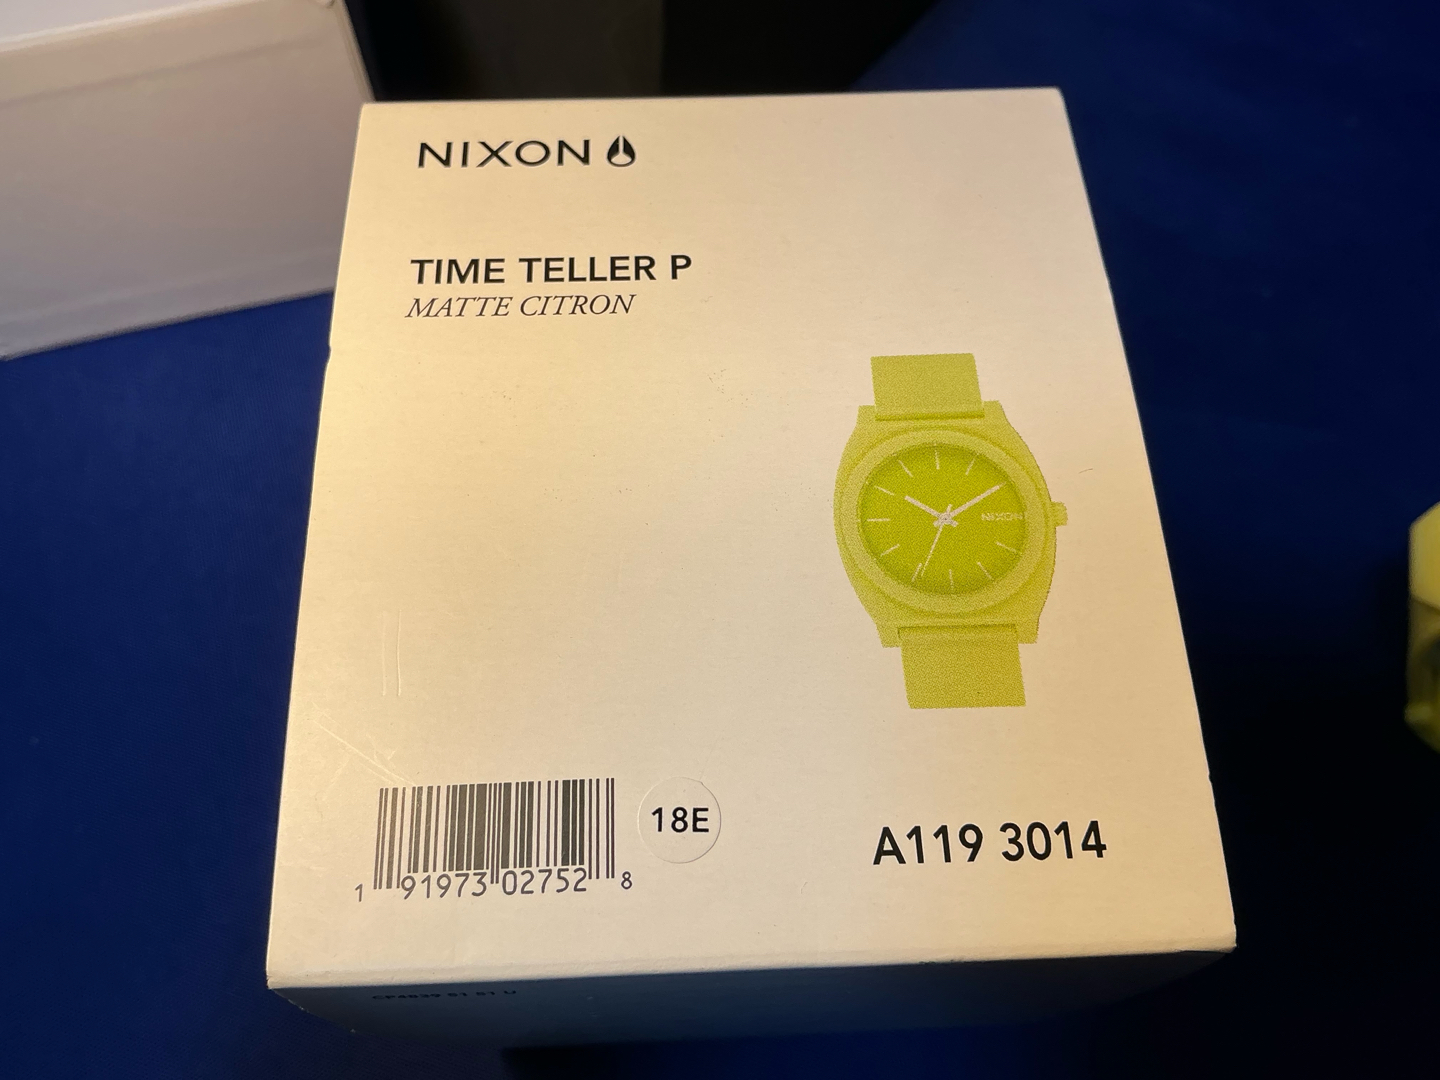 NIXON
TIME TELLER P
MATTE CITRON
NIXON
18E
A119 3014
1 91973 02752 8